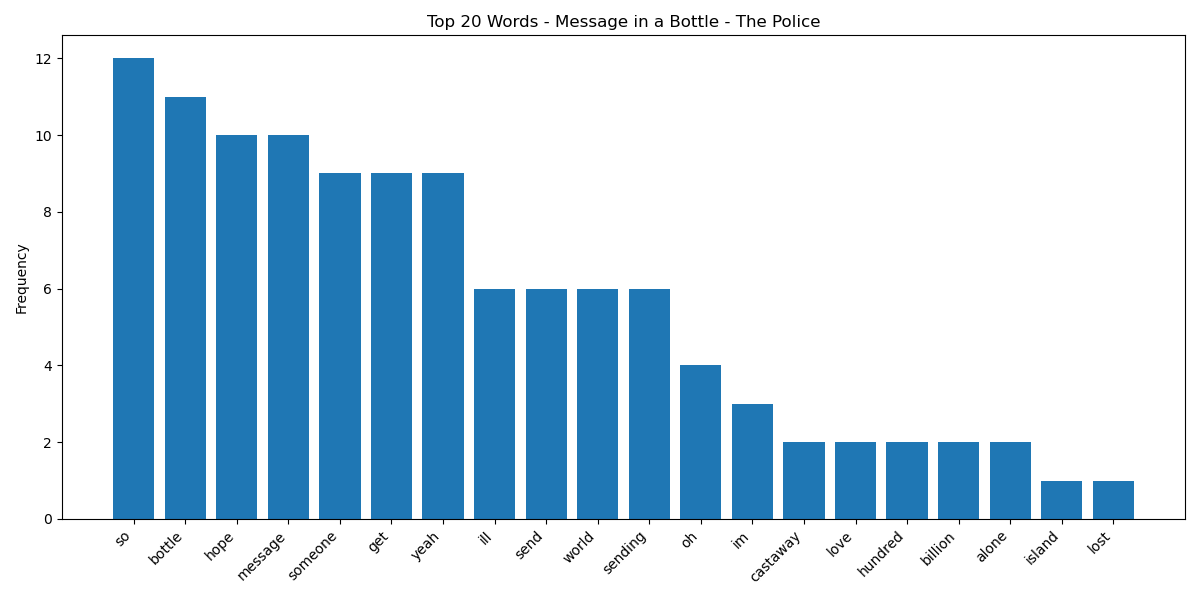 Top 20 Words - Message in a Bottle - The Police
Frequency
12
10
8
6
4
2
0
so
bottle
hope
message
someone
get
yeah
ill
send
world
sending
oh
im
castaway
love
hundred
billion
alone
island
lost